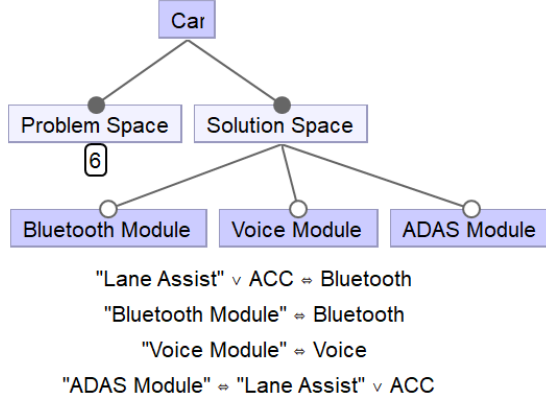 Car
Problem Space
Solution Space
6
Bluetooth Module
Voice Module
ADAS Module
"Lane Assist" ∨ ACC ⇔ Bluetooth
"Bluetooth Module" ⇔ Bluetooth
"Voice Module" ⇔ Voice
"ADAS Module" ⇔ "Lane Assist" ∨ ACC